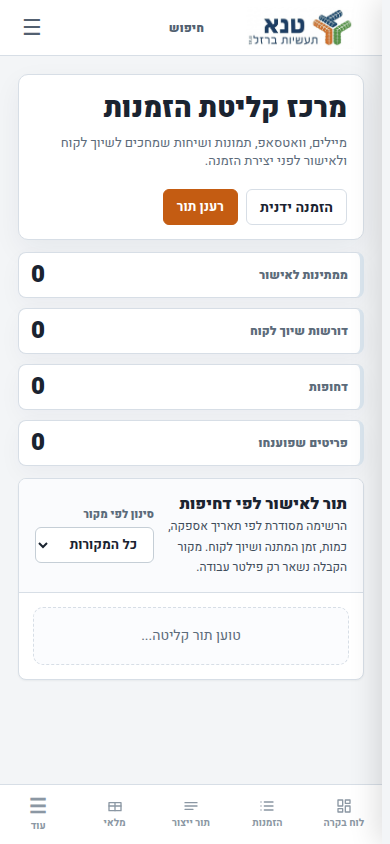 טנא
תעשיות ברזל
חיפוש
מרכז קליטת הזמנות
מיילים, וואטסאפ, תמונות ושיחות שמחכים לשיוך לקוח
ולאישור לפני יצירת הזמנה.
הזמנה ידנית
רענן תור
ממתינות לאישור
0
דורשות שיוך לקוח
0
דחופות
0
פריטים שפוענחו
0
תור לאישור לפי דחיפות
הרשימה מסודרת לפי תאריך אספקה,
כמות, זמן המתנה ושיוך לקוח. מקור
הקבלה נשאר רק פילטר עבודה.
סינון לפי מקור
כל המקורות
טוען תור קליטה...
לוח בקרה
הזמנות
תור ייצור
מלאי
עוד